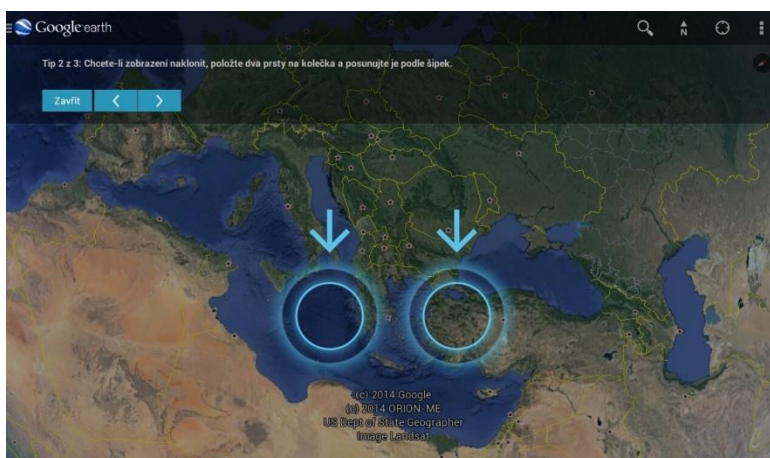 Google earth
N
Tip 2 z 3: Chcete-li zobrazení naklonit, položte dva prsty na kolečka a posunujte je podle šipek.
Zavřít
(c) 2014 Google
(c) 2014 ORION-ME
US Dept of State Geographer
Image Landsat